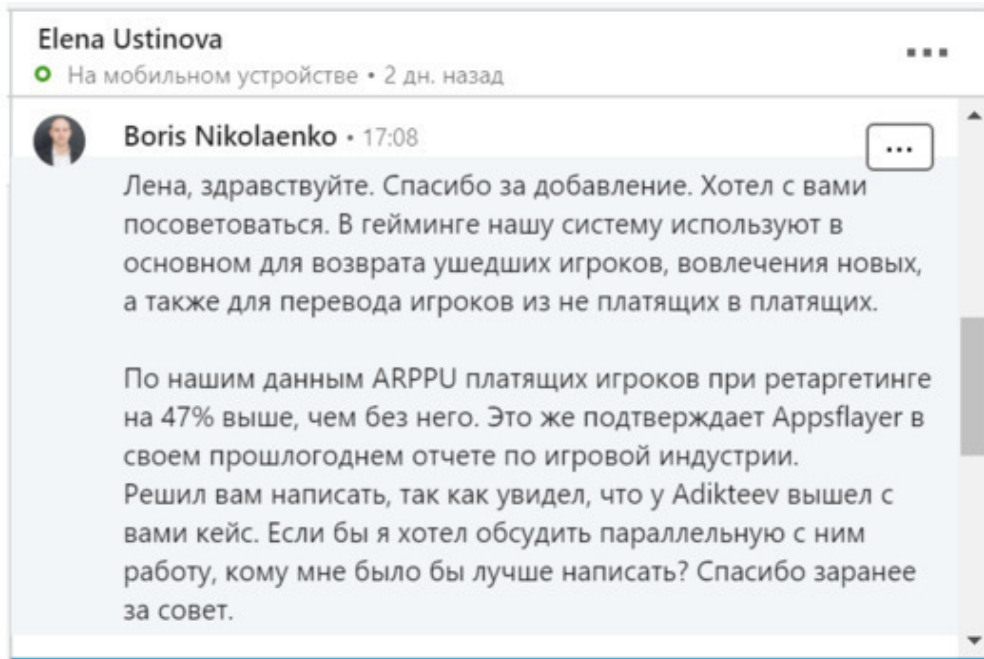 Elena Ustinova
На мобильном устройстве • 2 дн. назад
Boris Nikolaenko • 17:08
Лена, здравствуйте. Спасибо за добавление. Хотел с вами
посоветоваться. В гейминге нашу систему используют в
основном для возврата ушедших игроков, вовлечения новых,
а также для перевода игроков из не платящих в платящих.
По нашим данным ARPPU платящих игроков при ретаргетинге
на 47% выше, чем без него. Это же подтверждает Appsflayer в
своем прошлогоднем отчете по игровой индустрии.
Решил вам написать, так как увидел, что у Adikteev вышел с
вами кейс. Если бы я хотел обсудить параллельную с ним
работу, кому мне было бы лучше написать? Спасибо заранее
за совет.